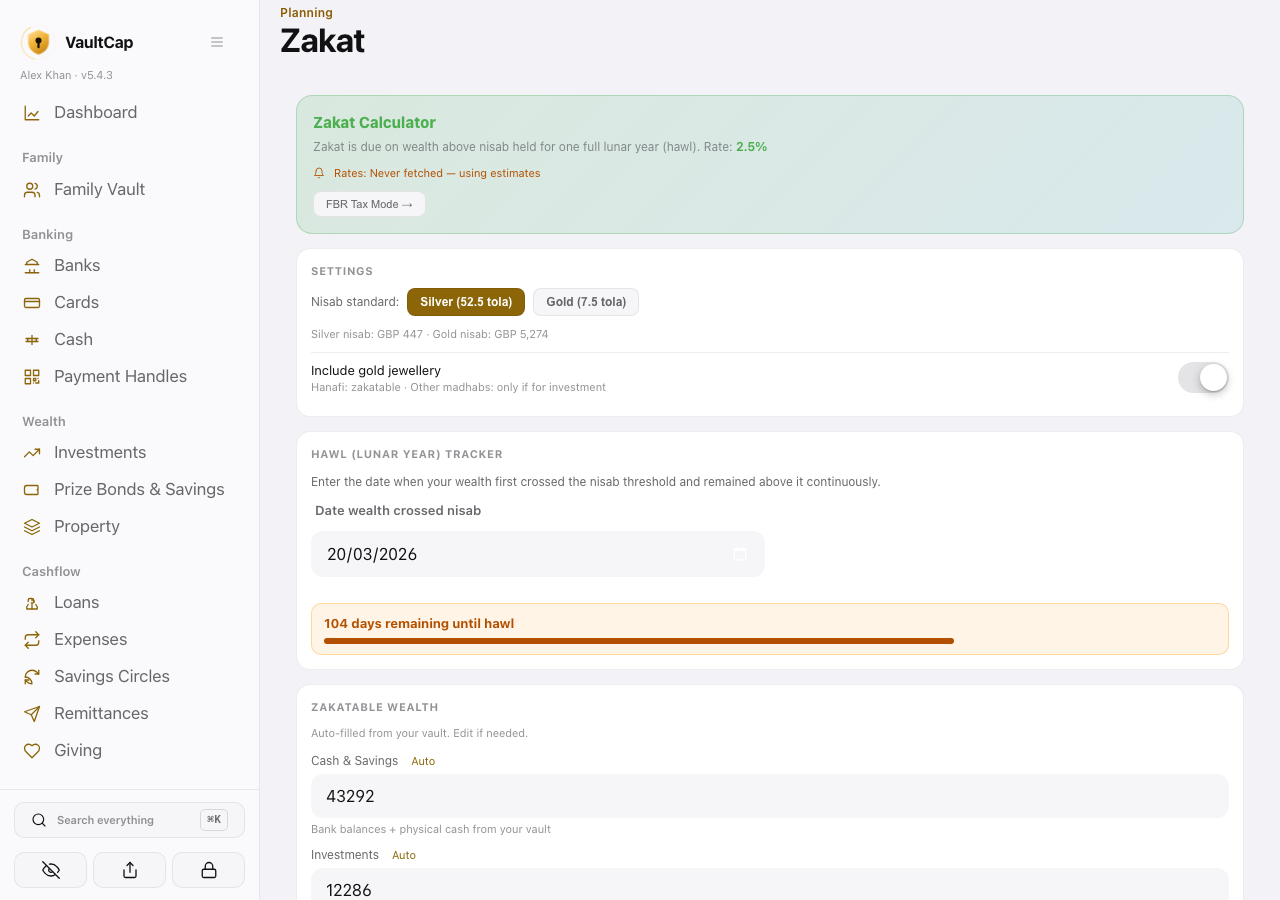 VaultCap
Alex Khan · v5.4.3
Dashboard
Family
Family Vault
Banking
Banks
Cards
Cash
Payment Handles
Wealth
Investments
Prize Bonds & Savings
Property
Cashflow
Loans
Expenses
Savings Circles
Remittances
Giving
Search everything ⌘K
Planning
Zakat
Zakat Calculator
Zakat is due on wealth above nisab held for one full lunar year (hawl). Rate: 2.5%
Rates: Never fetched — using estimates
FBR Tax Mode →
SETTINGS
Nisab standard: Silver (52.5 tola) Gold (7.5 tola)
Silver nisab: GBP 447 · Gold nisab: GBP 5,274
Include gold jewellery
Hanafi: zakatable · Other madhabs: only if for investment
HAWL (LUNAR YEAR) TRACKER
Enter the date when your wealth first crossed the nisab threshold and remained above it continuously.
Date wealth crossed nisab
20/03/2026
104 days remaining until hawl
ZAKATABLE WEALTH
Auto-filled from your vault. Edit if needed.
Cash & Savings Auto
43292
Bank balances + physical cash from your vault
Investments Auto
12286